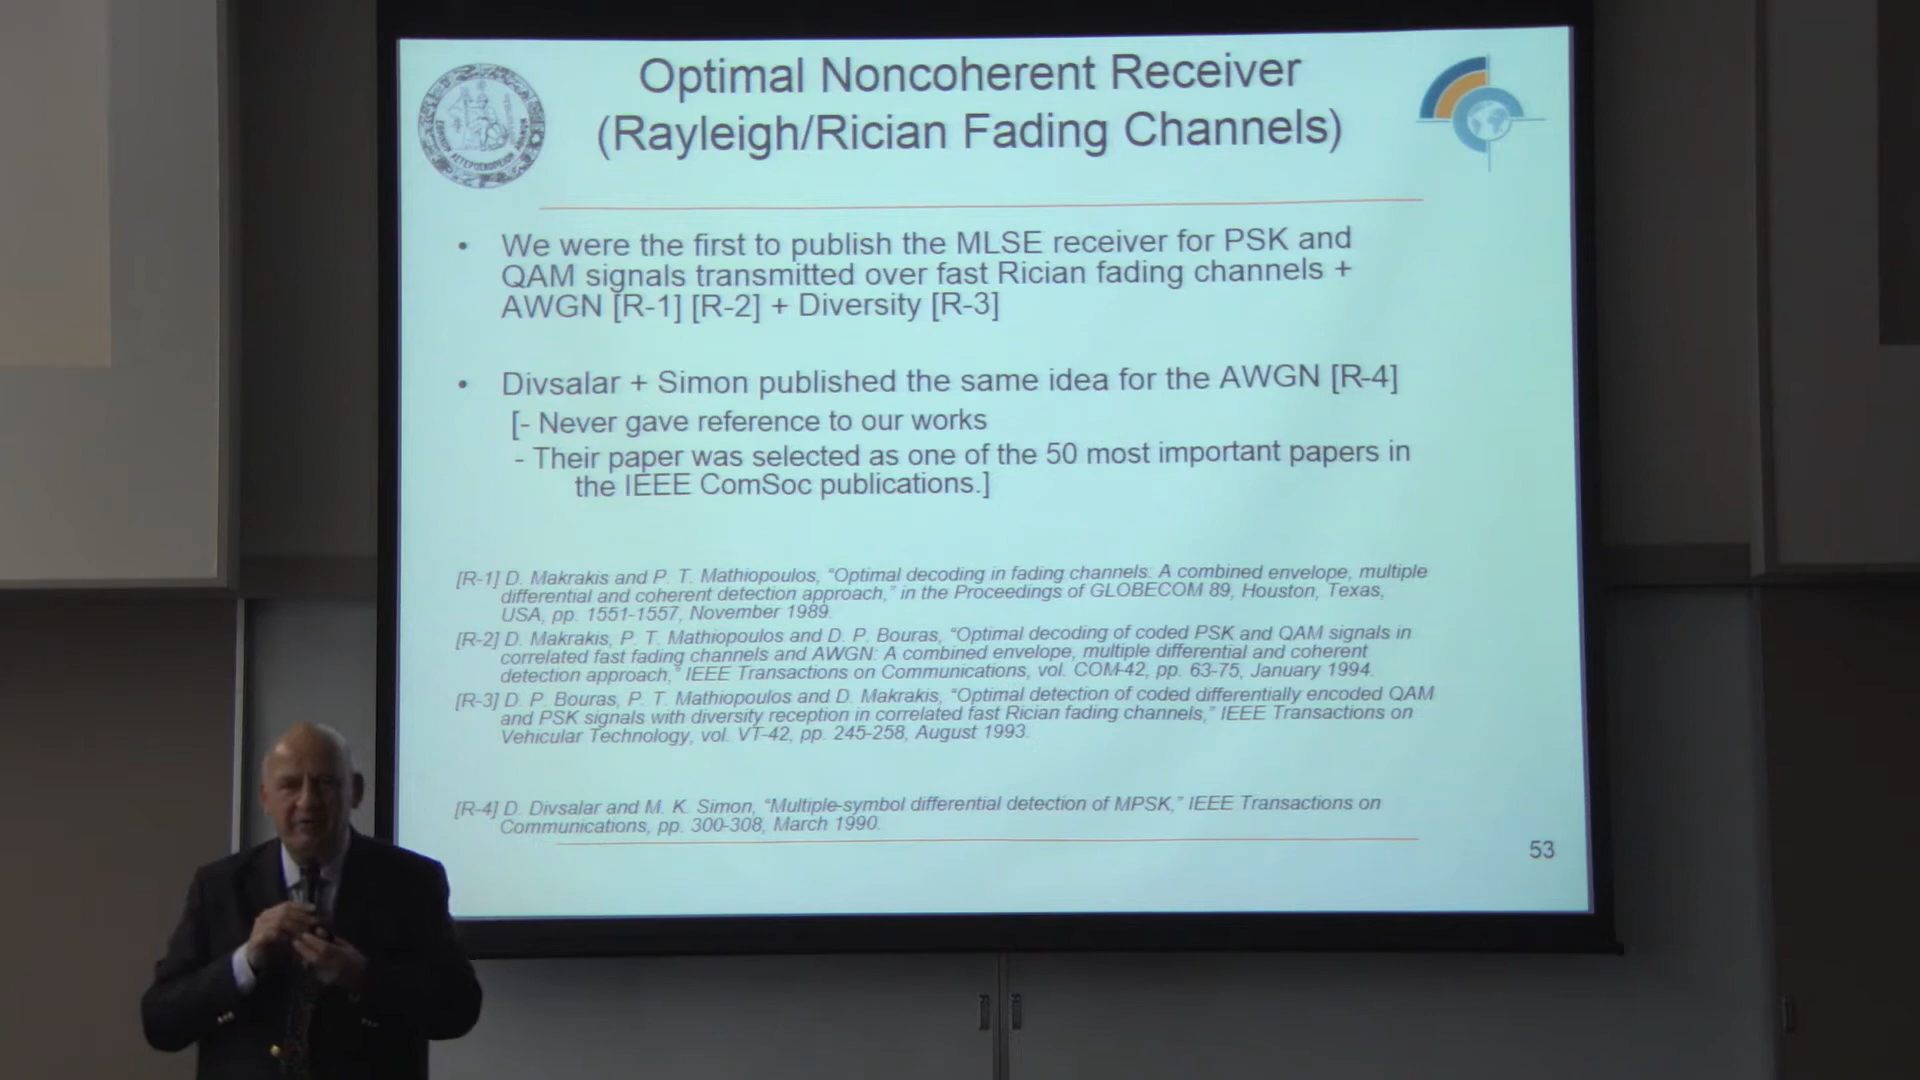 Optimal Noncoherent Receiver
(Rayleigh/Rician Fading Channels)
• We were the first to publish the MLSE receiver for PSK and
QAM signals transmitted over fast Rician fading channels +
AWGN [R-1] [R-2] + Diversity [R-3]
• Divsalar + Simon published the same idea for the AWGN [R-4]
[- Never gave reference to our works
- Their paper was selected as one of the 50 most important papers in
the IEEE ComSoc publications.]
[R-1] D. Makrakis and P. T. Mathiopoulos, “Optimal decoding in fading channels: A combined envelope, multiple
differential and coherent detection approach,” in the Proceedings of GLOBECOM 89, Houston, Texas,
USA, pp. 1551-1557, November 1989.
[R-2] D. Makrakis, P. T. Mathiopoulos and D. P. Bouras, “Optimal decoding of coded PSK and QAM signals in
correlated fast fading channels and AWGN: A combined envelope, multiple differential and coherent
detection approach,” IEEE Transactions on Communications, vol. COM-42, pp. 63-75, January 1994.
[R-3] D. P. Bouras, P. T. Mathiopoulos and D. Makrakis, “Optimal detection of coded differentially encoded QAM
and PSK signals with diversity reception in correlated fast Rician fading channels,” IEEE Transactions on
Vehicular Technology, vol. VT-42, pp. 245-258, August 1993.
[R-4] D. Divsalar and M. K. Simon, “Multiple-symbol differential detection of MPSK,” IEEE Transactions on
Communications, pp. 300-308, March 1990.
53